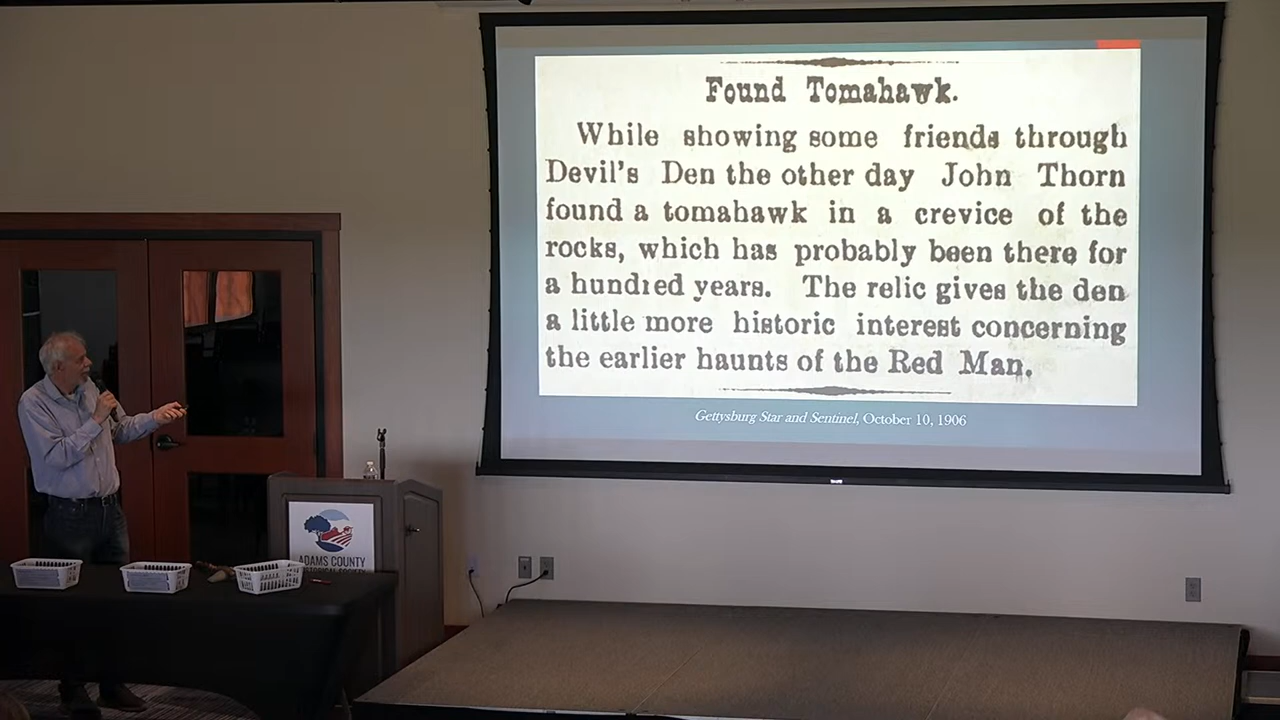 Found Tomahawk.
While showing some friends through
Devil's Den the other day John Thorn
found a tomahawk in a crevice of the
rocks, which has probably been there for
a hundred years. The relic gives the den
a little more historic interest concerning
the earlier haunts of the Red Man.
Gettysburg Star and Sentinel, October 10, 1906
ADAMS COUNTY